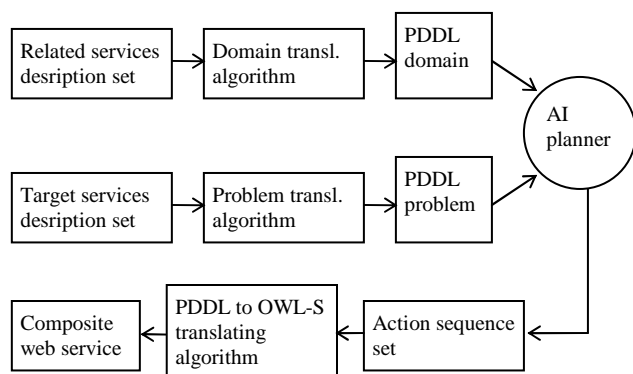 Related services
desription set
Domain transl.
algorithm
PDDL
domain
AI
planner
Target services
desription set
Problem transl.
algorithm
PDDL
problem
Composite
web service
PDDL to OWL-S
translating
algorithm
Action sequence
set